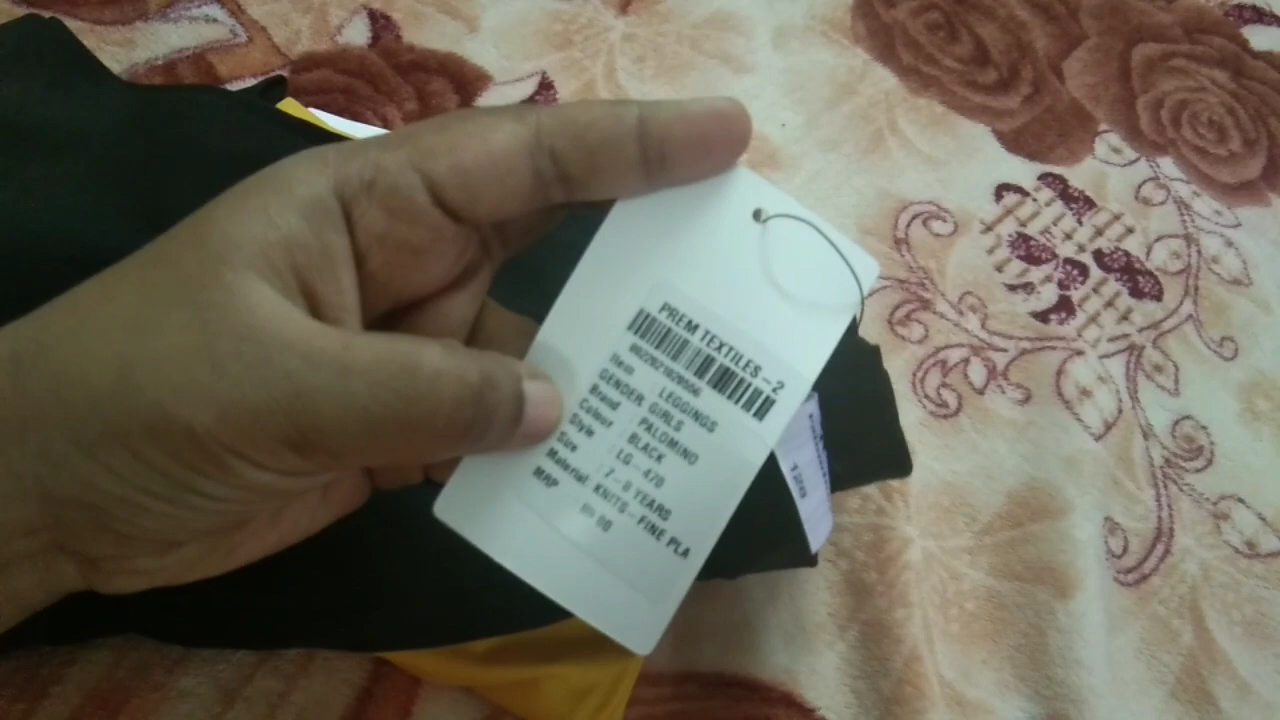 PREM TEXTILES-2
Item : LEGGINGS
GENDER GIRLS
Brand : PALOMINO
Colour : BLACK
Style : LG-470
Size : 7-8 YEARS
Material: KNITS-FINE PLA
MRP
128